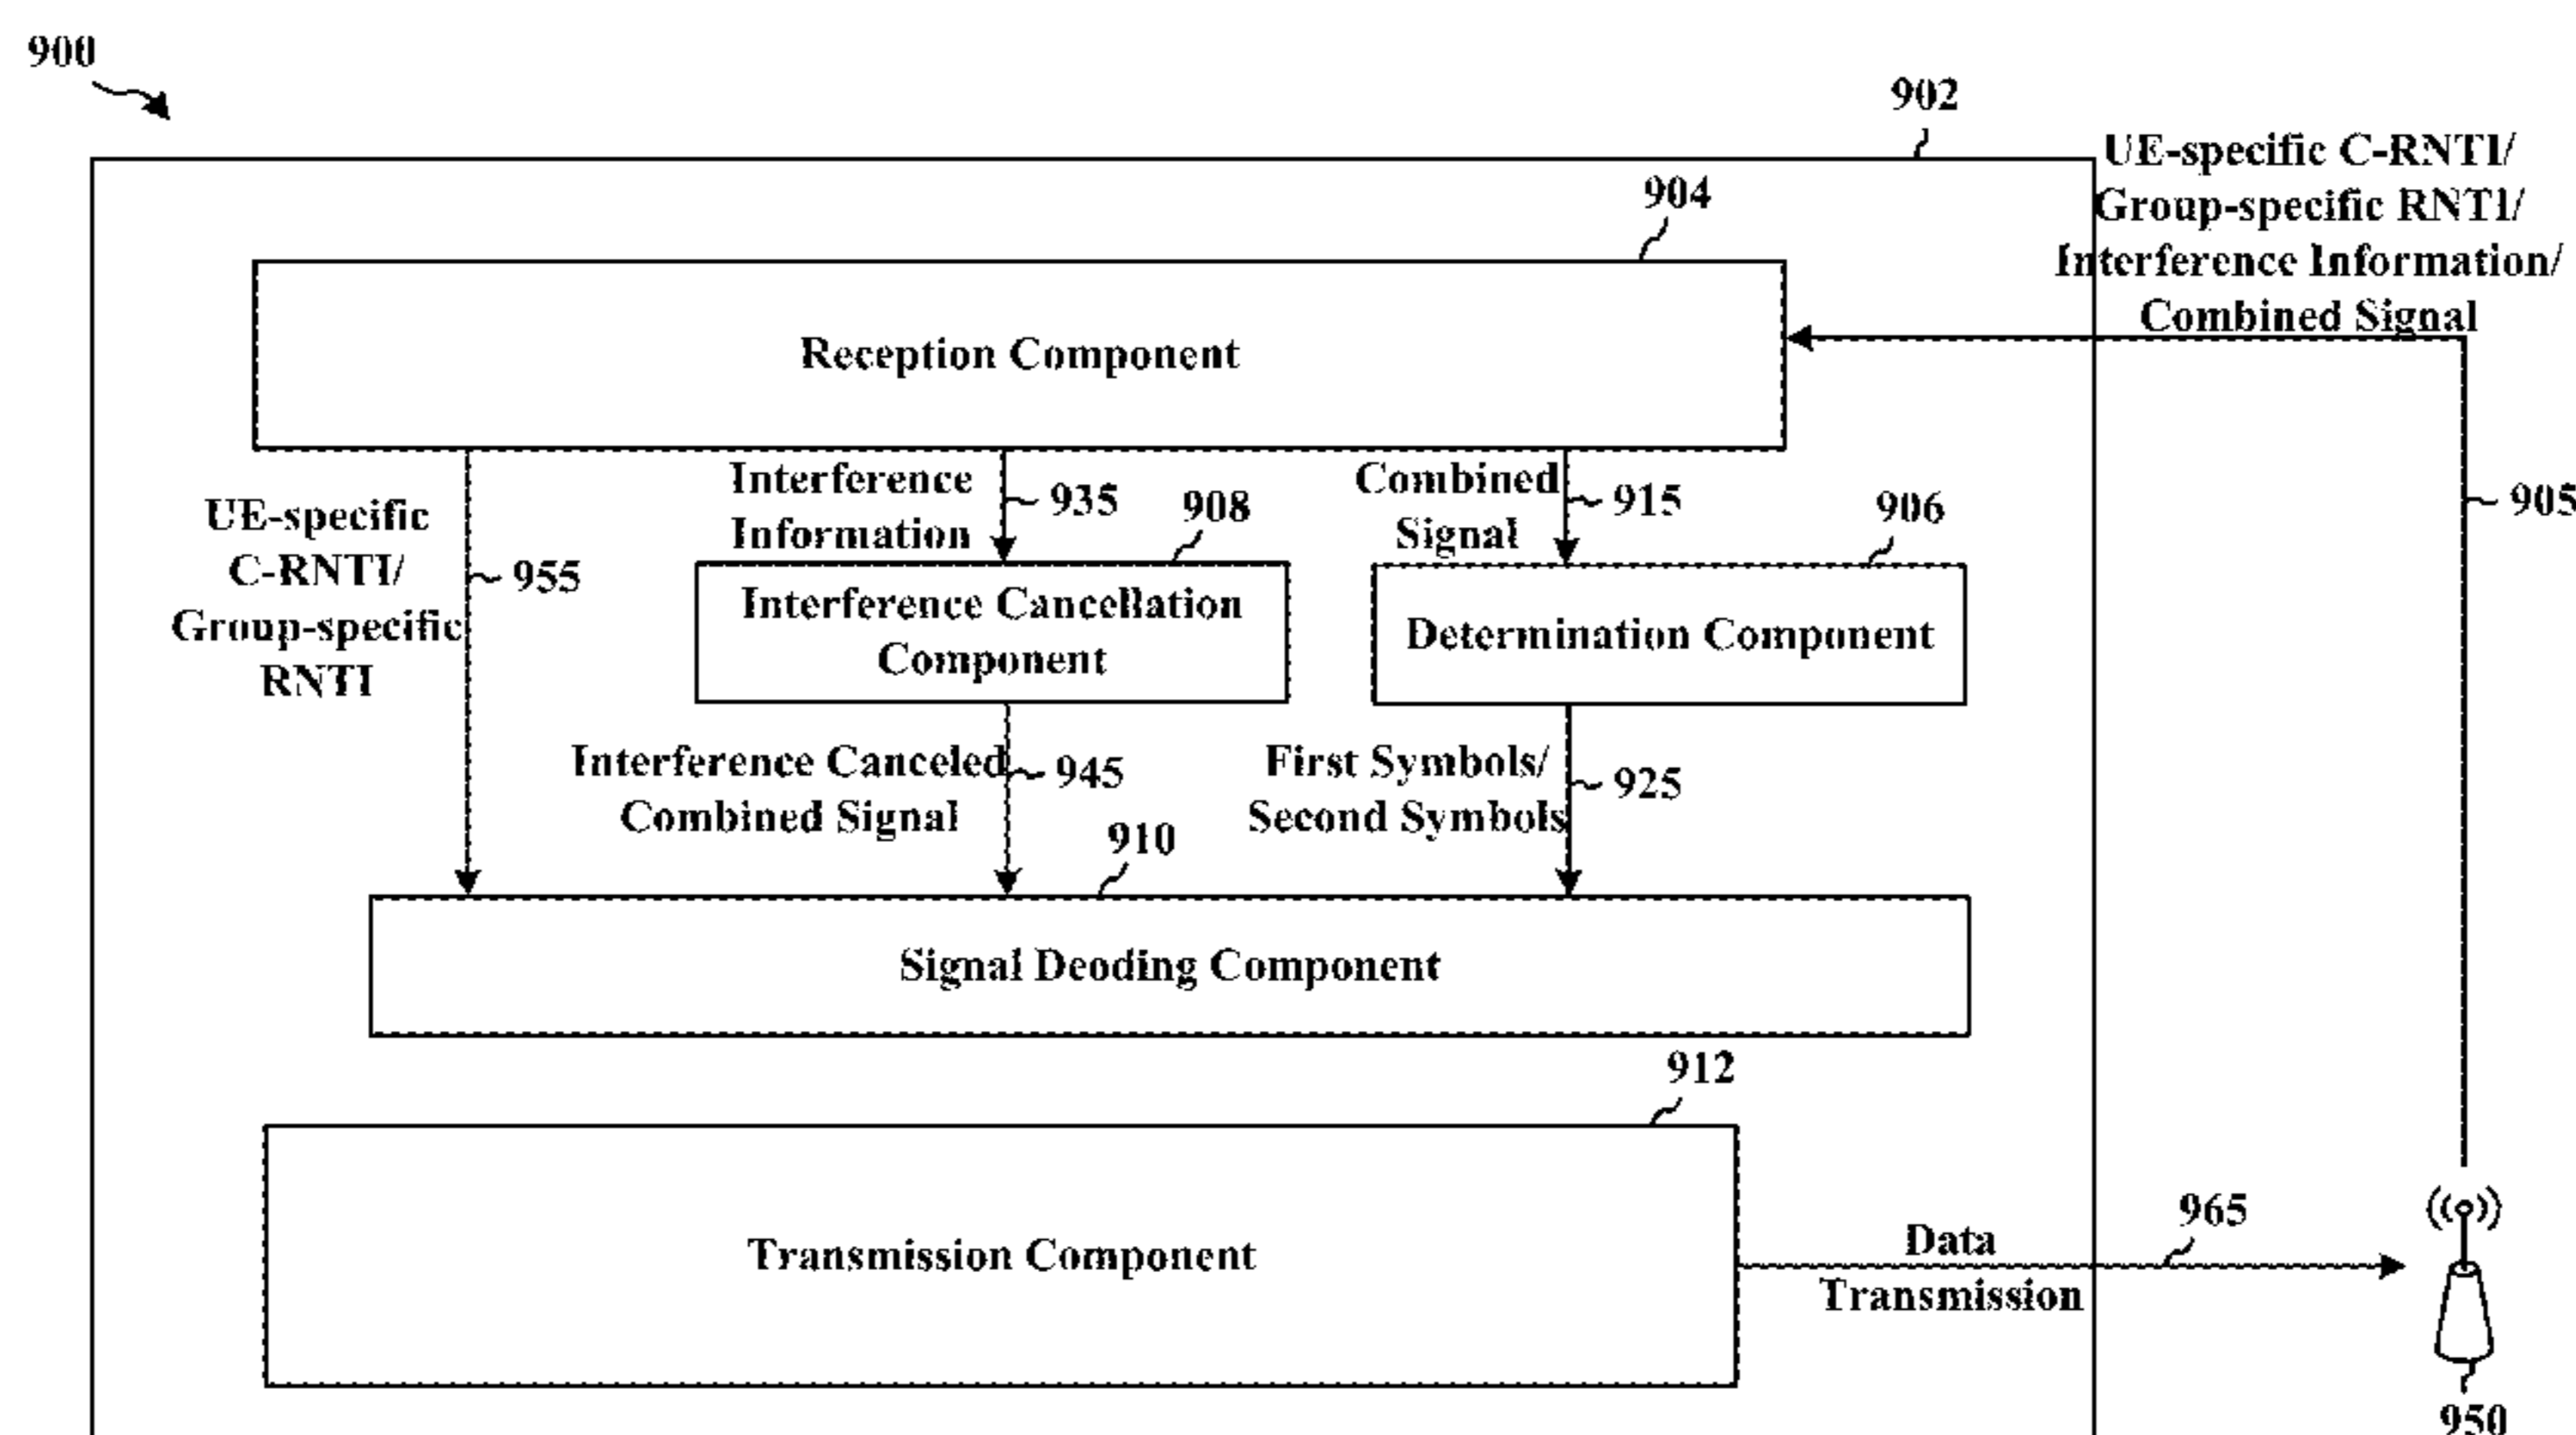 900
902
UE-specific C-RNTI/
Group-specific RNTI/
Interference Information/
Combined Signal
904
Reception Component
905
UE-specific
C-RNTI/
Group-specific
RNTI
955
Interference
Information
935
908
Combined
Signal
915
906
Interference Cancellation
Component
Determination Component
Interference Canceled
Combined Signal
945
First Symbols/
Second Symbols
925
910
Signal Deoding Component
912
Transmission Component
Data
Transmission
965
950